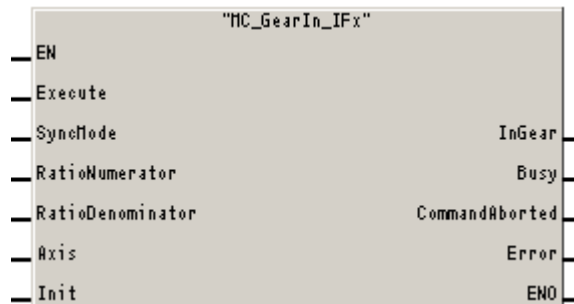 "MC_GearIn_IFx"
EN
Execute
SyncMode InGear
RatioNumerator Busy
RatioDenominator CommandAborted
Axis Error
Init ENO